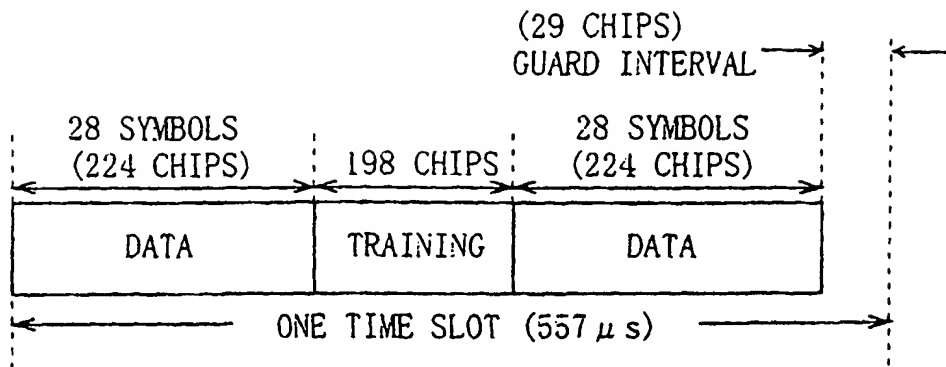 (29 CHIPS)
GUARD INTERVAL
28 SYMBOLS
(224 CHIPS)
198 CHIPS
28 SYMBOLS
(224 CHIPS)
DATA
TRAINING
DATA
ONE TIME SLOT (557 μs)